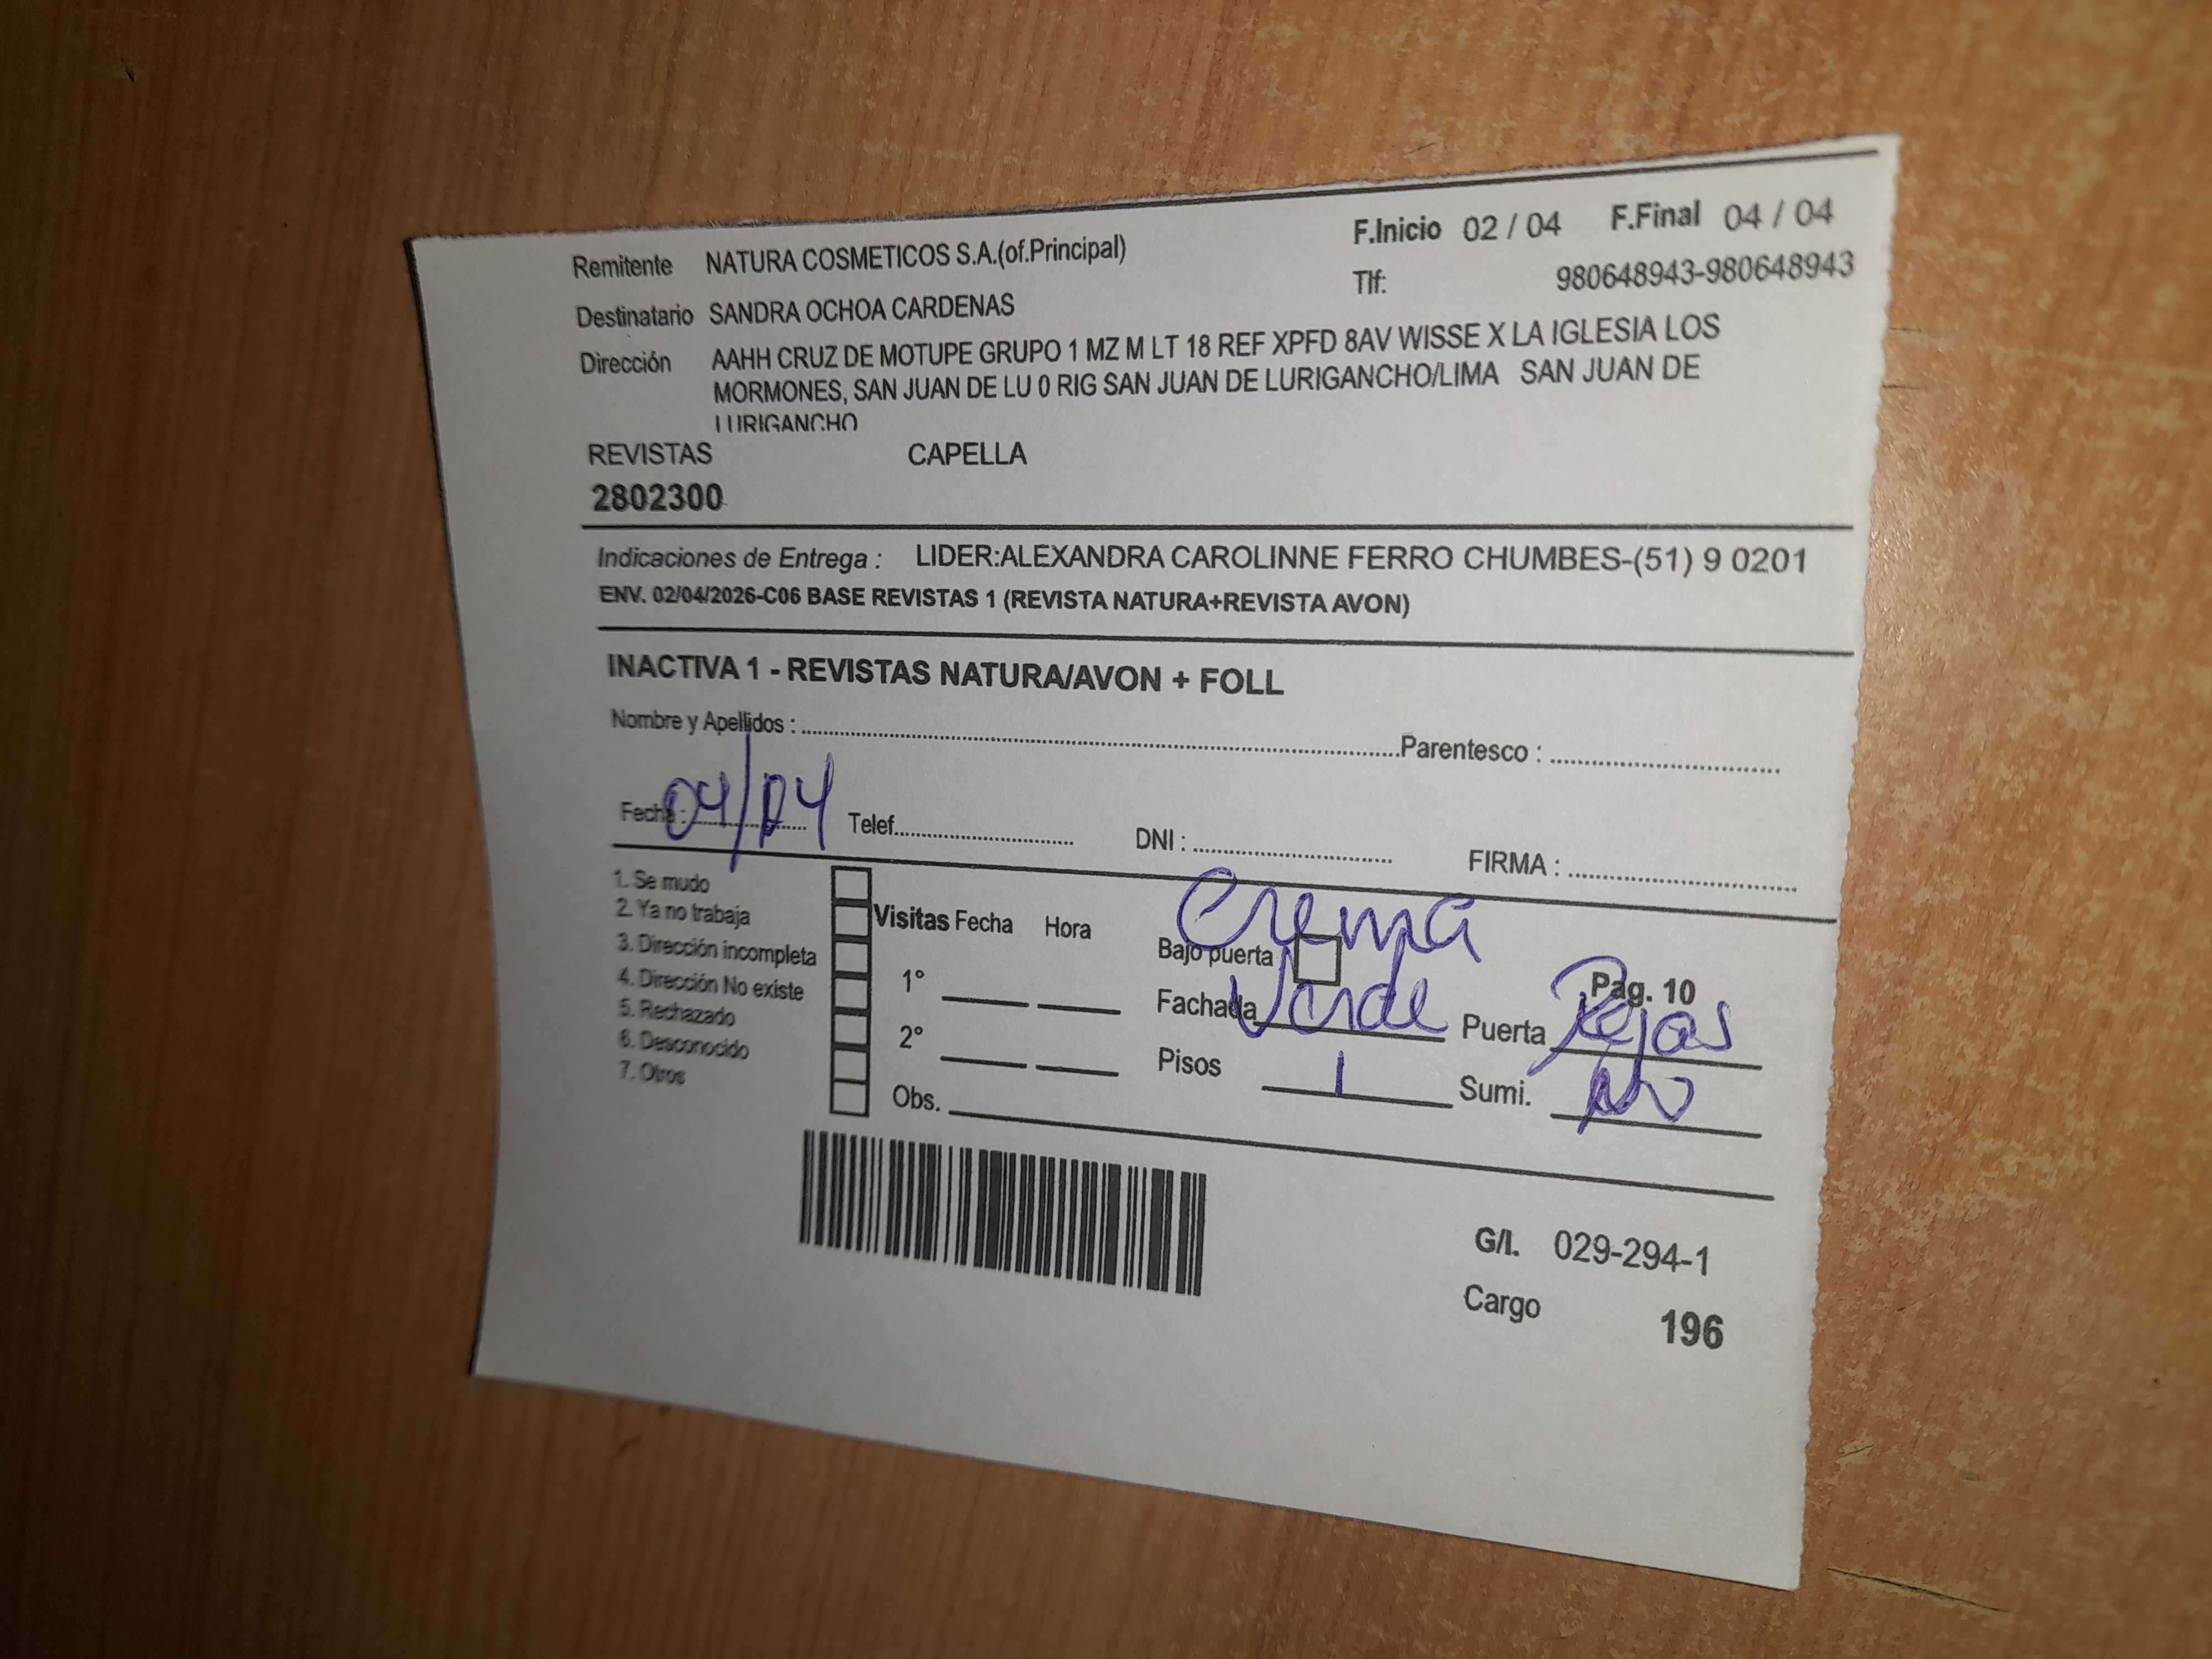 Remitente NATURA COSMETICOS S.A.(of.Principal) F.Inicio 02 / 04 F.Final 04 / 04
Tlf: 980648943-980648943
Destinatario SANDRA OCHOA CARDENAS
Dirección AAHH CRUZ DE MOTUPE GRUPO 1 MZ M LT 18 REF XPFD 8AV WISSE X LA IGLESIA LOS
MORMONES, SAN JUAN DE LU 0 RIG SAN JUAN DE LURIGANCHO/LIMA SAN JUAN DE
LURIGANCHO
REVISTAS CAPELLA
2802300
Indicaciones de Entrega : LIDER:ALEXANDRA CAROLINNE FERRO CHUMBES-(51) 9 0201
ENV. 02/04/2026-C06 BASE REVISTAS 1 (REVISTA NATURA+REVISTA AVON)
INACTIVA 1 - REVISTAS NATURA/AVON + FOLL
Nombre y Apellidos : Parentesco :
Fecha : 04/04 Telef. DNI : FIRMA :
1. Se mudo
2. Ya no trabaja
3. Dirección incompleta
4. Dirección No existe
5. Rechazado
6. Desconocido
7. Otros
Visitas Fecha Hora
1°
2°
Obs.
Crema
Bajo puerta
Pag. 10
Fachada Verde Puerta Rejas
Pisos 1 Sumi.
G/I. 029-294-1
Cargo 196